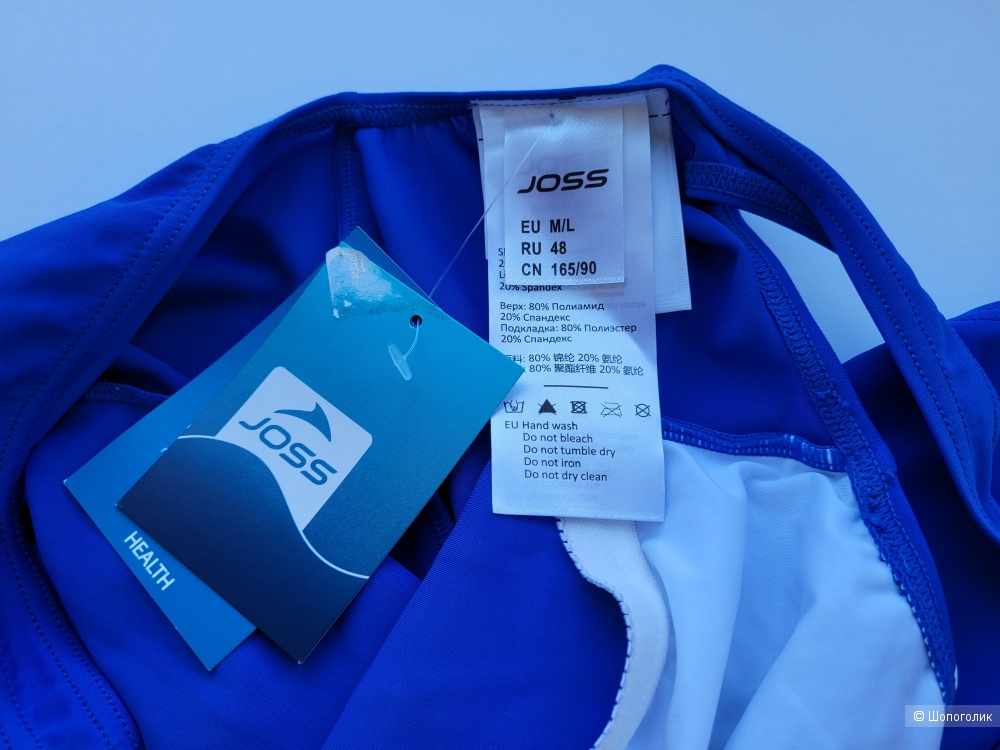 JOSS
EU M/L
RU 48
CN 165/90
20% Spandex
Верх: 80% Полиамид
20% Спандекс
Подкладка: 80% Полиэстер
20% Спандекс
料: 80% 锦纶 20% 氨纶
80% 聚酯纤维 20% 氨纶
EU Hand wash
Do not bleach
Do not tumble dry
Do not iron
Do not dry clean
JOSS
HEALTH
© Шопоголик